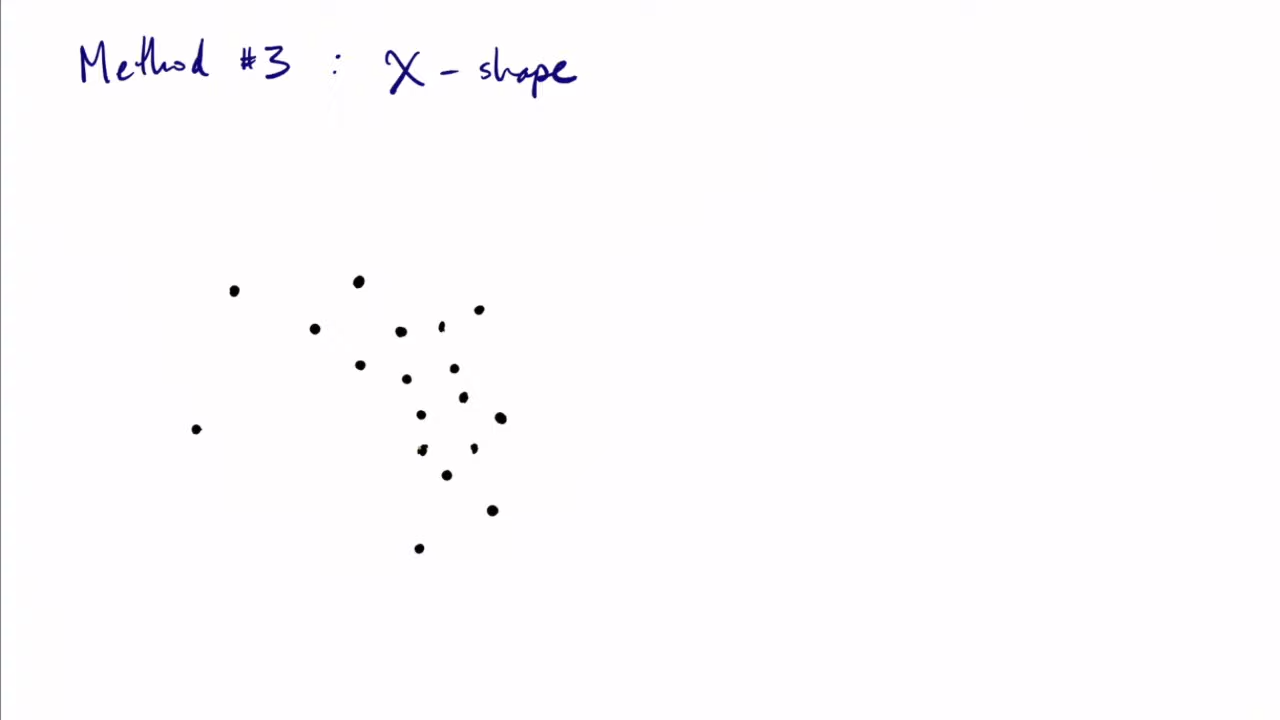 Method #3 : χ - shape